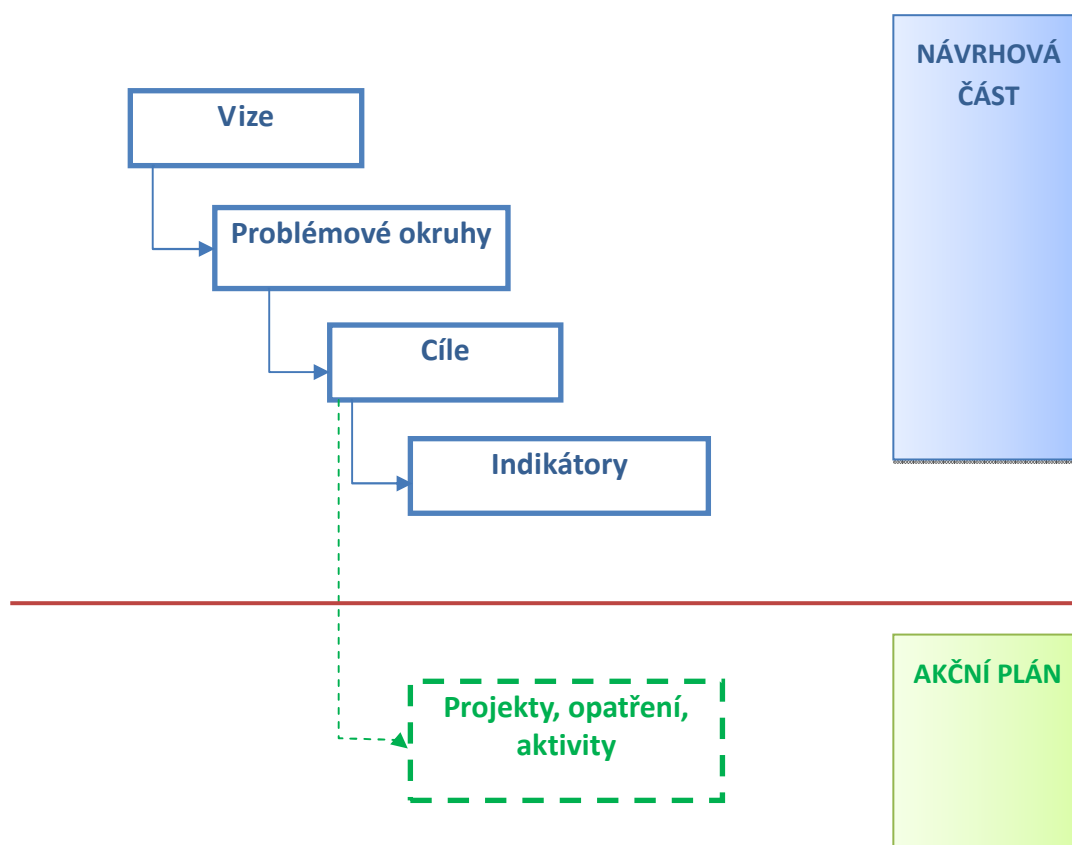 NÁVRHOVÁ
ČÁST
Vize
Problémové okruhy
Cíle
Indikátory
AKČNÍ PLÁN
Projekty, opatření,
aktivity